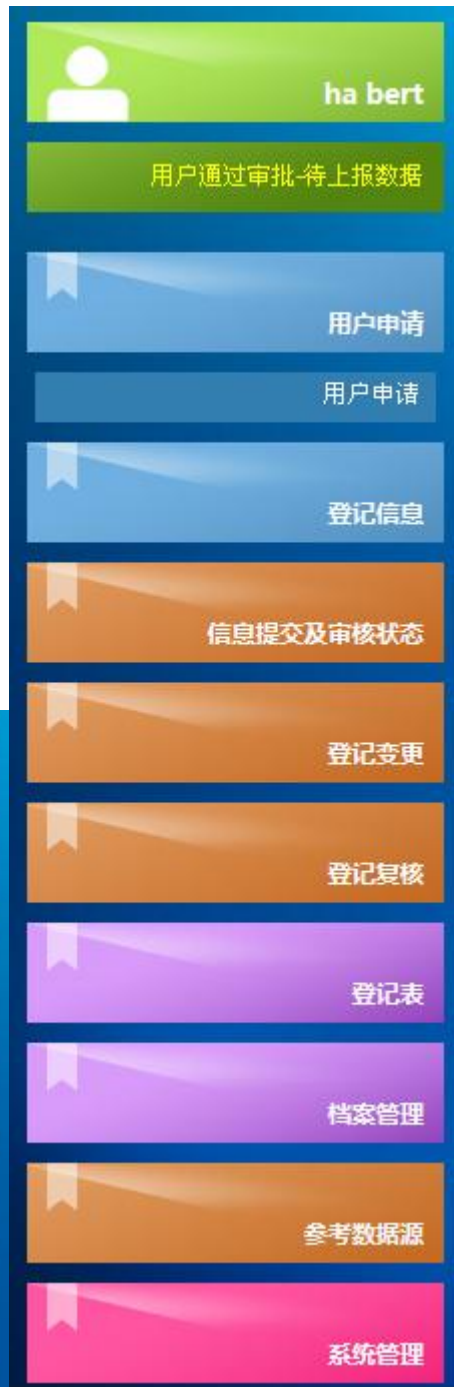 ha bert
用户通过审批-待上报数据
用户申请
用户申请
登记信息
信息提交及审核状态
登记变更
登记复核
登记表
档案管理
参考数据源
系统管理